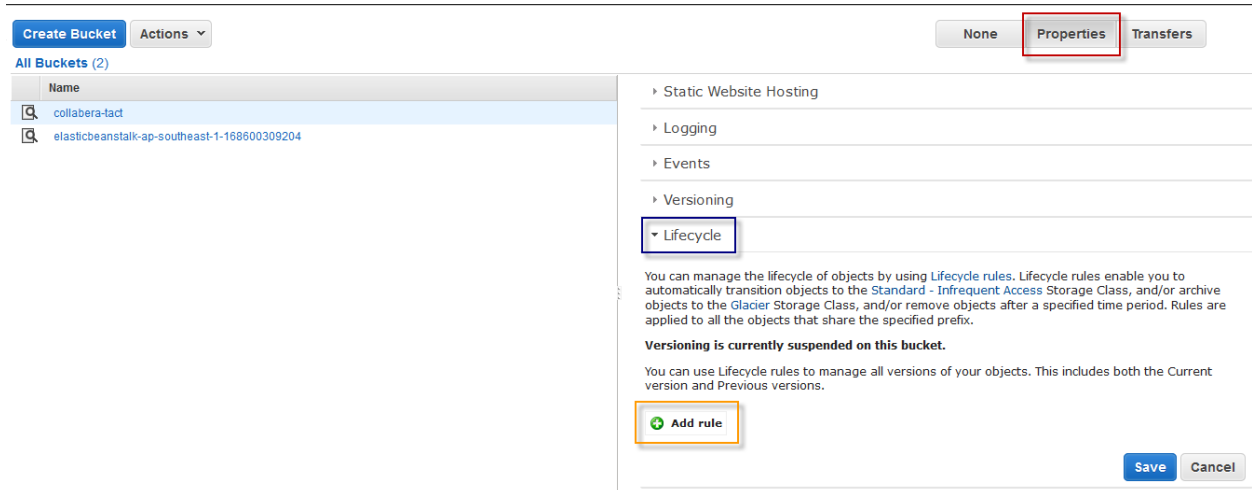 Create Bucket Actions None Properties Transfers
All Buckets (2)
Name
collabera-tact
elasticbeanstalk-ap-southeast-1-168600309204
Static Website Hosting
Logging
Events
Versioning
Lifecycle
You can manage the lifecycle of objects by using Lifecycle rules. Lifecycle rules enable you to
automatically transition objects to the Standard - Infrequent Access Storage Class, and/or archive
objects to the Glacier Storage Class, and/or remove objects after a specified time period. Rules are
applied to all the objects that share the specified prefix.
Versioning is currently suspended on this bucket.
You can use Lifecycle rules to manage all versions of your objects. This includes both the Current
version and Previous versions.
Add rule
Save Cancel